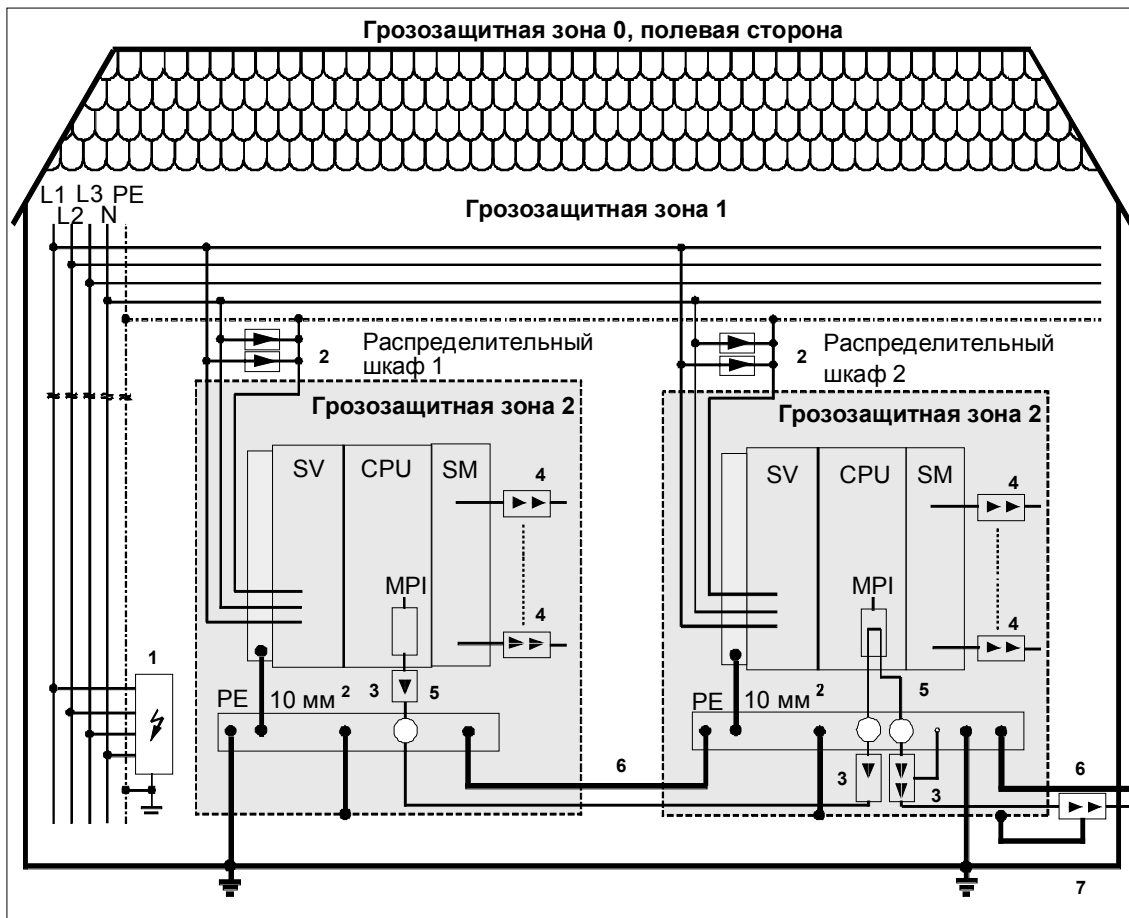 Грозозащитная зона 0, полевая сторона
L1 L3 PE
L2 N
Грозозащитная зона 1
2
Распределительный
шкаф 1
2
Распределительный
шкаф 2
Грозозащитная зона 2
Грозозащитная зона 2
SV CPU SM
4
MPI
4
SV CPU SM
4
MPI
4
1
PE 10 мм 2
3
5
PE 10 мм 2
5
6
3
3
6
7